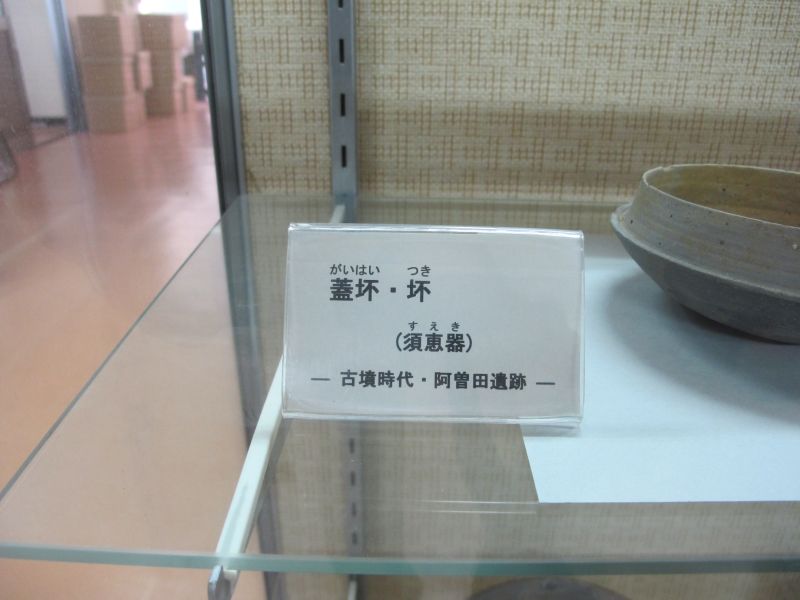 がいはい つき
蓋坏・坏
すえき
（須恵器）
― 古墳時代・阿曽田遺跡 ―